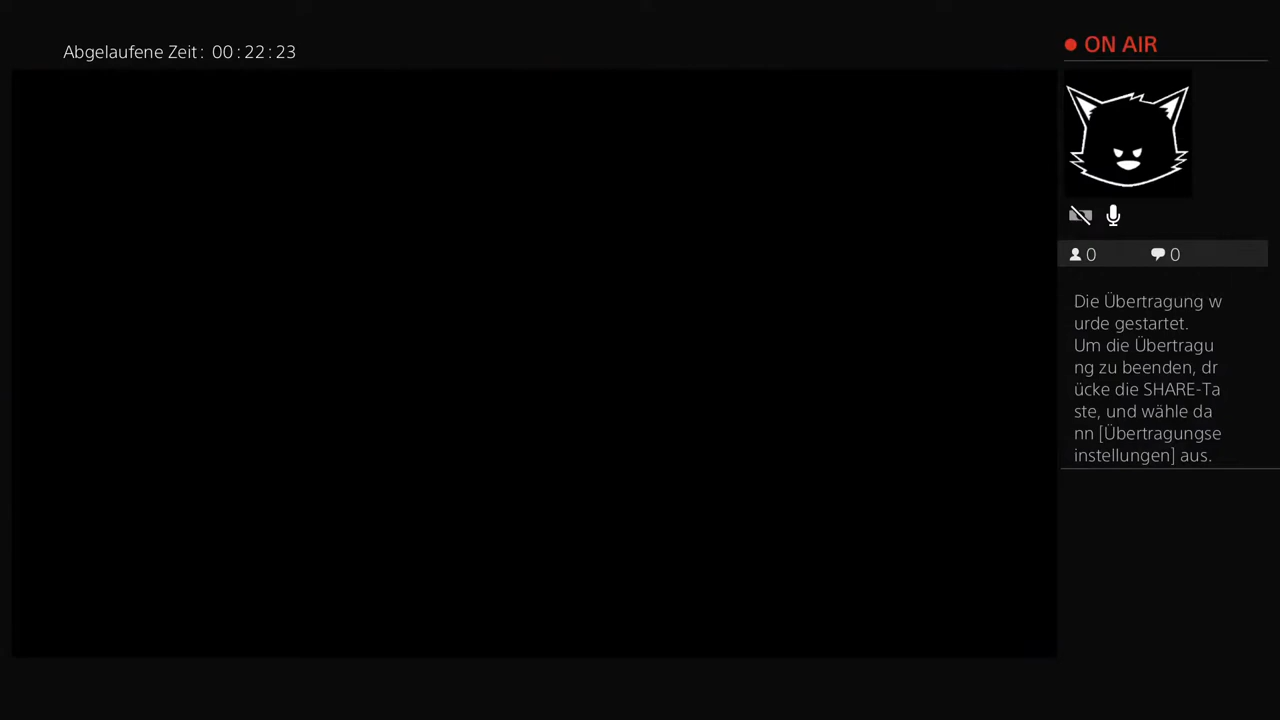 Abgelaufene Zeit: 00:22:23
ON AIR
0 0
Die Übertragung w
urde gestartet.
Um die Übertragu
ng zu beenden, dr
ücke die SHARE-Ta
ste, und wähle da
nn [Übertragungse
instellungen] aus.